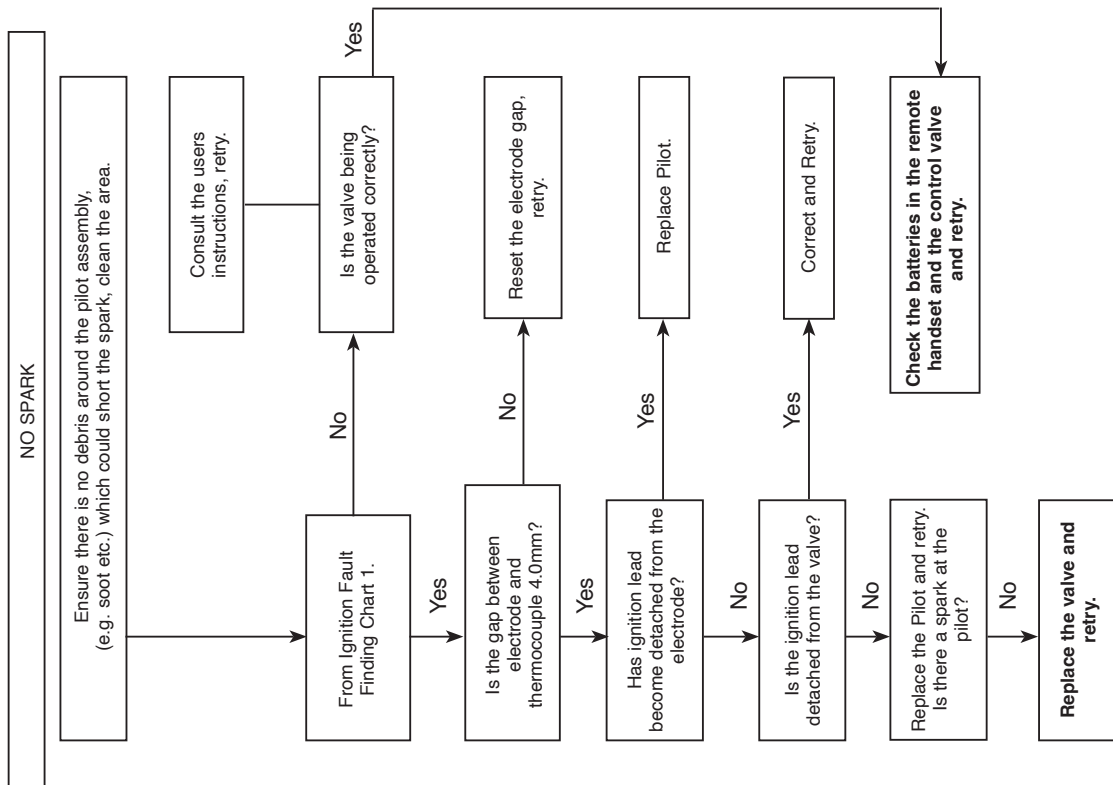 NO SPARK
Ensure there is no debris around the pilot assembly,
(e.g. soot etc.) which could short the spark, clean the area.
From Ignition Fault
Finding Chart 1.
No
Is the valve being
operated correctly?
Consult the users
instructions, retry.
Yes
Yes
Is the gap between
electrode and
thermocouple 4.0mm?
No
Reset the electrode gap,
retry.
Yes
Has ignition lead
become detached from the
electrode?
Yes
Replace Pilot.
No
Is the ignition lead
detached from the valve?
Yes
Correct and Retry.
No
Replace the Pilot and retry.
Is there a spark at the
pilot?
Check the batteries in the remote
handset and the control valve
and retry.
No
Replace the valve and
retry.